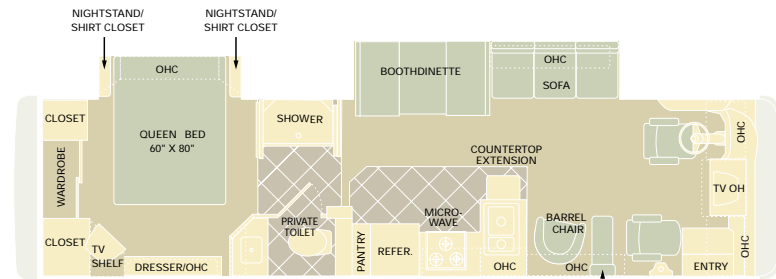 NIGHTSTAND/
SHIRT CLOSET
NIGHTSTAND/
SHIRT CLOSET
OHC
BOOTHDINETTE
OHC
SOFA
CLOSET
QUEEN BED
60" X 80"
SHOWER
OHC
COUNTERTOP
EXTENSION
WARDROBE
TV OH
PRIVATE
TOILET
MICRO-
WAVE
BARREL
CHAIR
CLOSET
TV
SHELF
DRESSER/OHC
PANTRY
REFER.
OHC
OHC
ENTRY
OHC